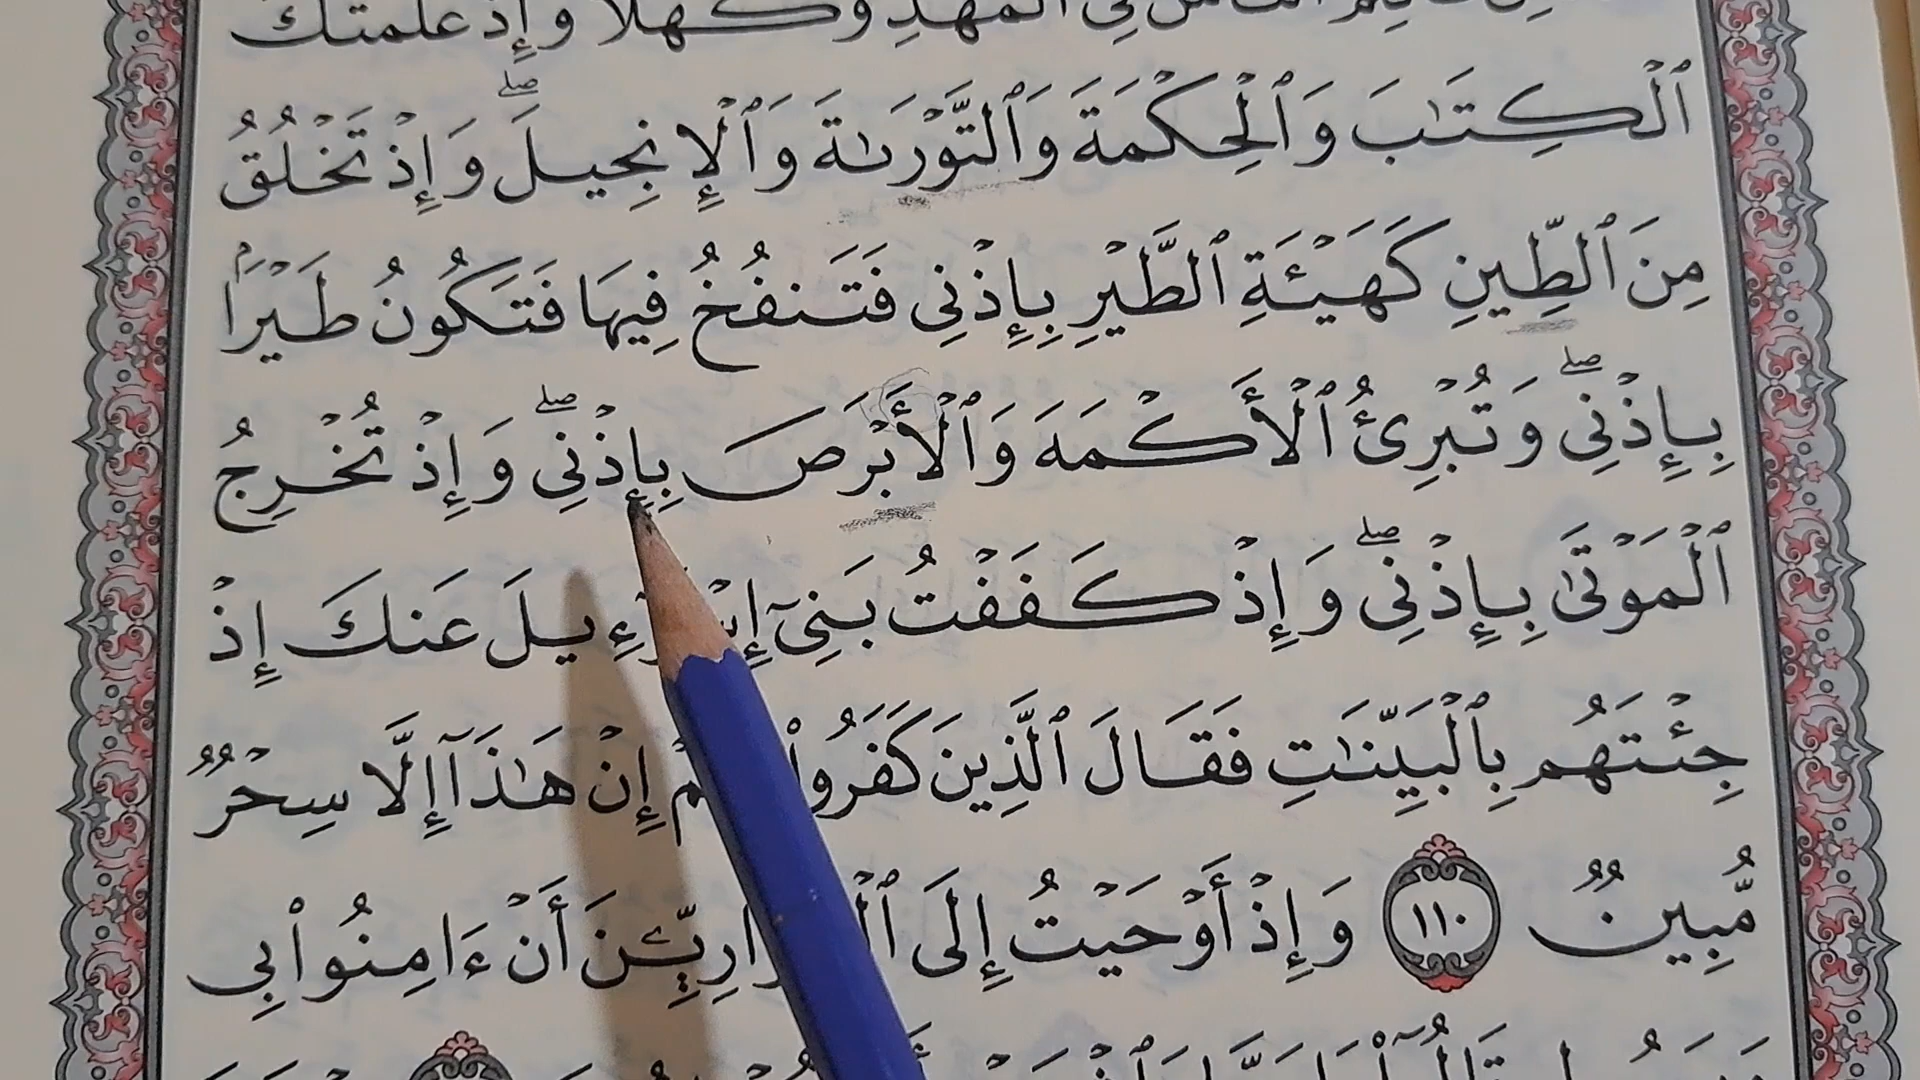 فِي ٱلْمَهْدِ وَكَهْلًا وَإِذْ عَلَّمْتُكَ
ٱلْكِتَٰبَ وَٱلْحِكْمَةَ وَٱلتَّوْرَىٰةَ وَٱلْإِنجِيلَ ۖ وَإِذْ تَخْلُقُ
مِنَ ٱلطِّينِ كَهَيْـَٔةِ ٱلطَّيْرِ بِإِذْنِى فَتَنفُخُ فِيهَا فَتَكُونُ طَيْرًۢا
بِإِذْنِى ۖ وَتُبْرِئُ ٱلْأَكْمَهَ وَٱلْأَبْرَصَ بِإِذْنِى ۖ وَإِذْ تُخْرِجُ
ٱلْمَوْتَىٰ بِإِذْنِى ۖ وَإِذْ كَفَفْتُ بَنِىٓ إِسْرَٰٓءِيلَ عَنكَ إِذْ
جِئْتَهُم بِٱلْبَيِّنَٰتِ فَقَالَ ٱلَّذِينَ كَفَرُوا۟ إِنْ هَٰذَآ إِلَّا سِحْرٌ
مُّبِينٌ ١١٠ وَإِذْ أَوْحَيْتُ إِلَى ٱلْحَوَارِيِّـۧنَ أَنْ ءَامِنُوا۟ بِى